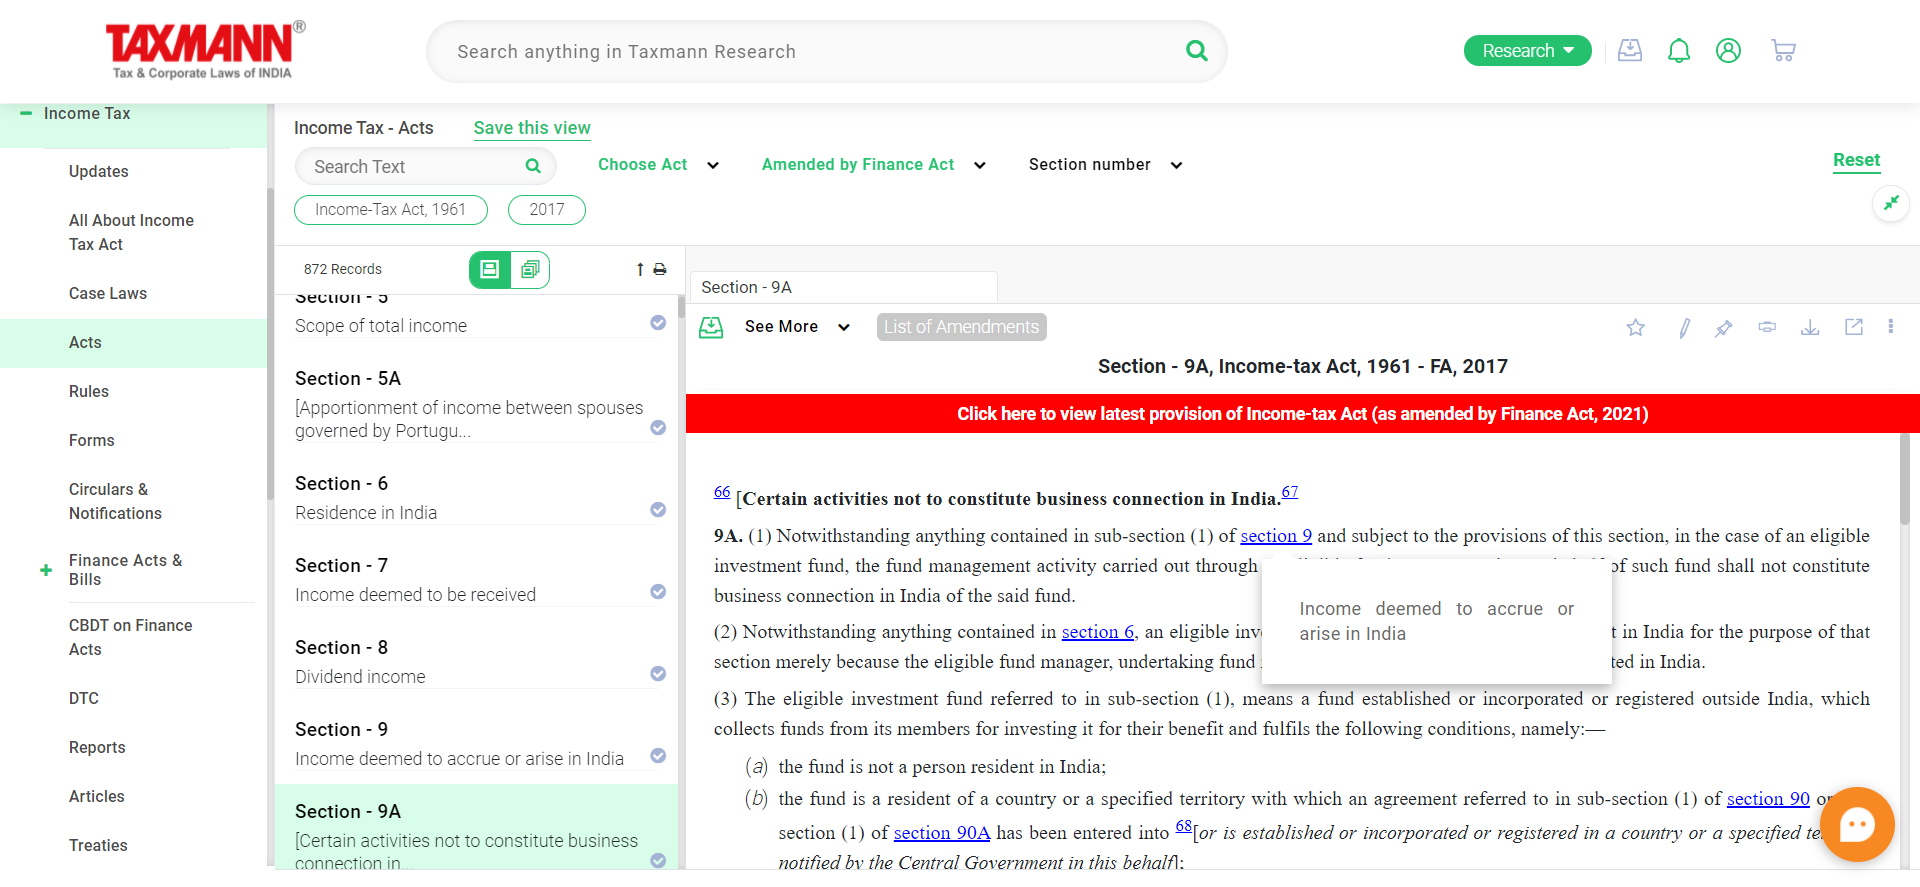 TAXMANN®
Tax & Corporate Laws of INDIA
Search anything in Taxmann Research
Research
Income Tax
Updates
All About Income
Tax Act
Case Laws
Acts
Rules
Forms
Circulars &
Notifications
Finance Acts &
Bills
CBDT on Finance
Acts
DTC
Reports
Articles
Treaties
Income Tax - Acts
Save this view
Search Text
Choose Act
Amended by Finance Act
Section number
Reset
Income-Tax Act, 1961
2017
872 Records
Section - 5
Scope of total income
Section - 5A
[Apportionment of income between spouses
governed by Portugu...
Section - 6
Residence in India
Section - 7
Income deemed to be received
Section - 8
Dividend income
Section - 9
Income deemed to accrue or arise in India
Section - 9A
[Certain activities not to constitute business
connection in...
Section - 9A
See More
List of Amendments
Section - 9A, Income-tax Act, 1961 - FA, 2017
Click here to view latest provision of Income-tax Act (as amended by Finance Act, 2021)
66 [Certain activities not to constitute business connection in India.67
9A. (1) Notwithstanding anything contained in sub-section (1) of section 9 and subject to the provisions of this section, in the case of an eligible
investment fund, the fund management activity carried out through of such fund shall not constitute
business connection in India of the said fund.
(2) Notwithstanding anything contained in section 6, an eligible in India for the purpose of that
section merely because the eligible fund manager, undertaking fund in India.
Income deemed to accrue or
arise in India
(3) The eligible investment fund referred to in sub-section (1), means a fund established or incorporated or registered outside India, which
collects funds from its members for investing it for their benefit and fulfils the following conditions, namely:—
(a) the fund is not a person resident in India;
(b) the fund is a resident of a country or a specified territory with which an agreement referred to in sub-section (1) of section 90 or
section (1) of section 90A has been entered into 68[or is established or incorporated or registered in a country or a specified
notified by the Central Government in this behalf];